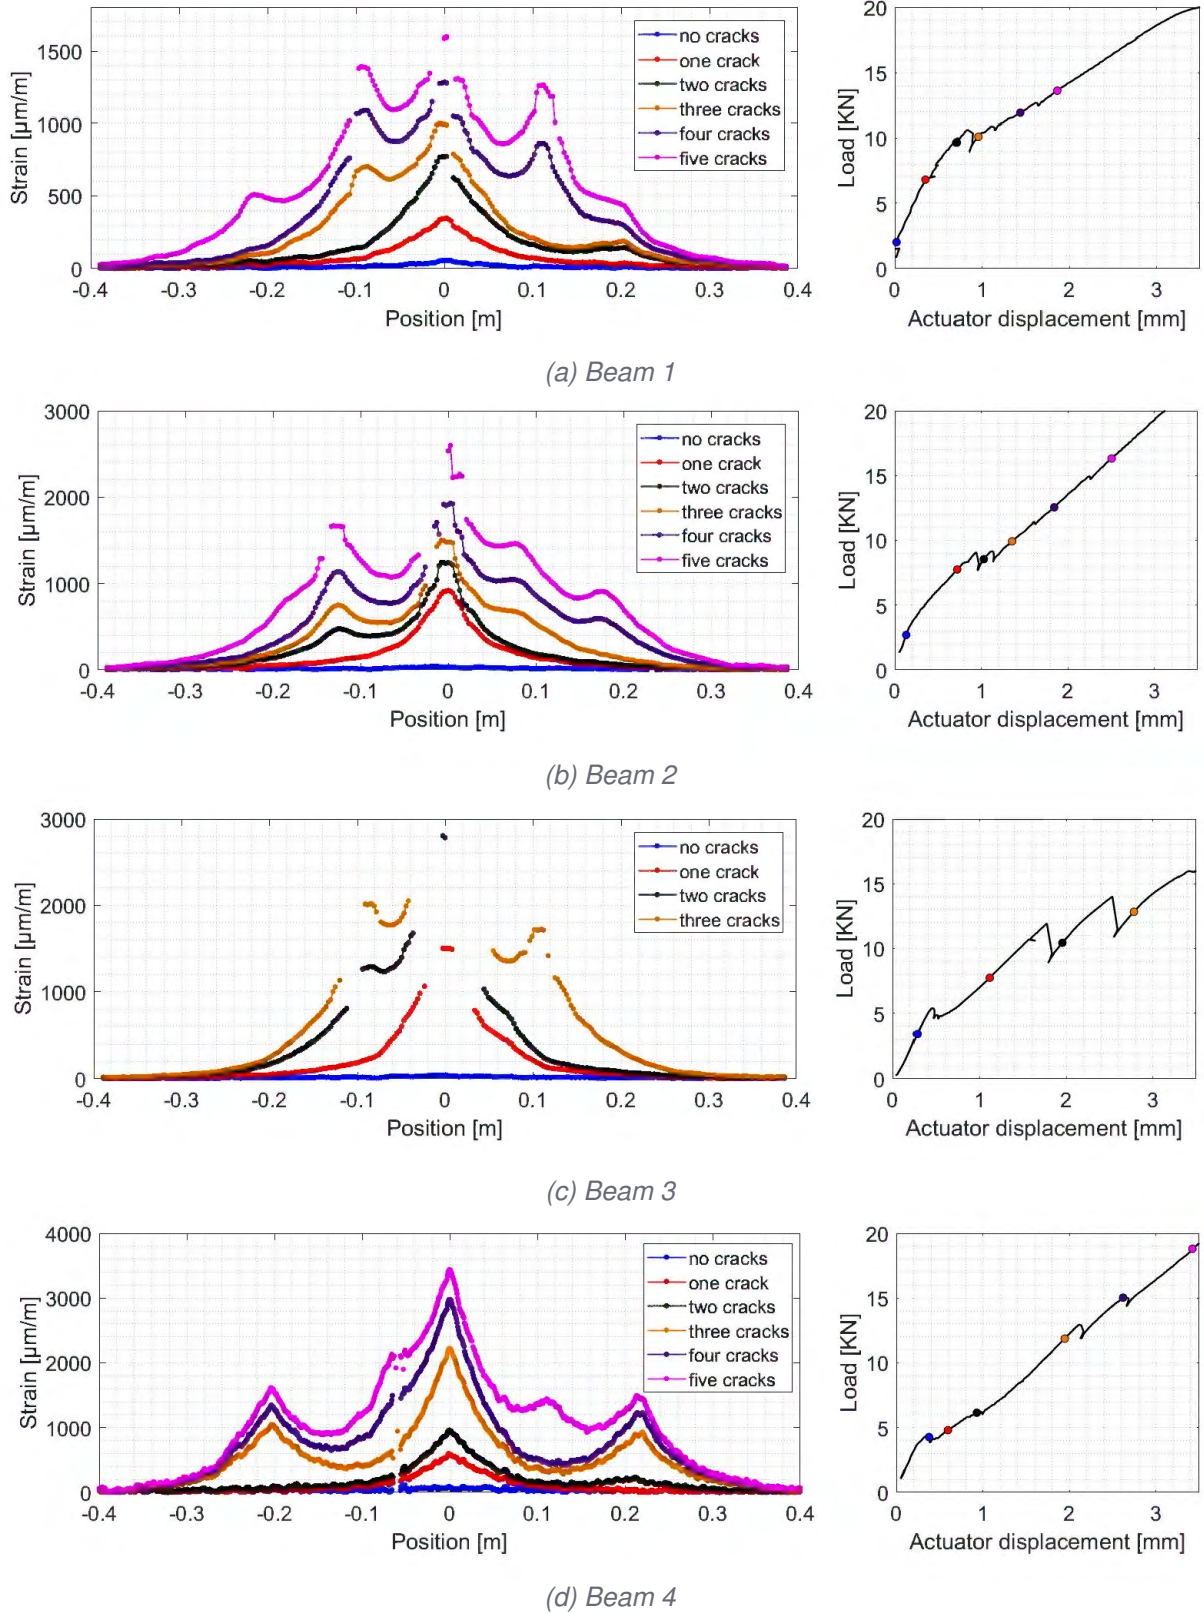 1500
1000
500
0
Strain [µm/m]
no cracks
one crack
two cracks
three cracks
four cracks
five cracks
-0.4 -0.3 -0.2 -0.1 0 0.1 0.2 0.3 0.4
Position [m]
20
15
10
5
0
Load [KN]
0 1 2 3
Actuator displacement [mm]
(a) Beam 1
3000
2000
1000
0
Strain [µm/m]
no cracks
one crack
two cracks
three cracks
four cracks
five cracks
-0.4 -0.3 -0.2 -0.1 0 0.1 0.2 0.3 0.4
Position [m]
20
15
10
5
0
Load [KN]
0 1 2 3
Actuator displacement [mm]
(b) Beam 2
3000
2000
1000
0
Strain [µm/m]
no cracks
one crack
two cracks
three cracks
-0.4 -0.3 -0.2 -0.1 0 0.1 0.2 0.3 0.4
Position [m]
20
15
10
5
0
Load [KN]
0 1 2 3
Actuator displacement [mm]
(c) Beam 3
4000
3000
2000
1000
0
Strain [µm/m]
no cracks
one crack
two cracks
three cracks
four cracks
five cracks
-0.4 -0.3 -0.2 -0.1 0 0.1 0.2 0.3 0.4
Position [m]
20
15
10
5
0
Load [KN]
0 1 2 3
Actuator displacement [mm]
(d) Beam 4